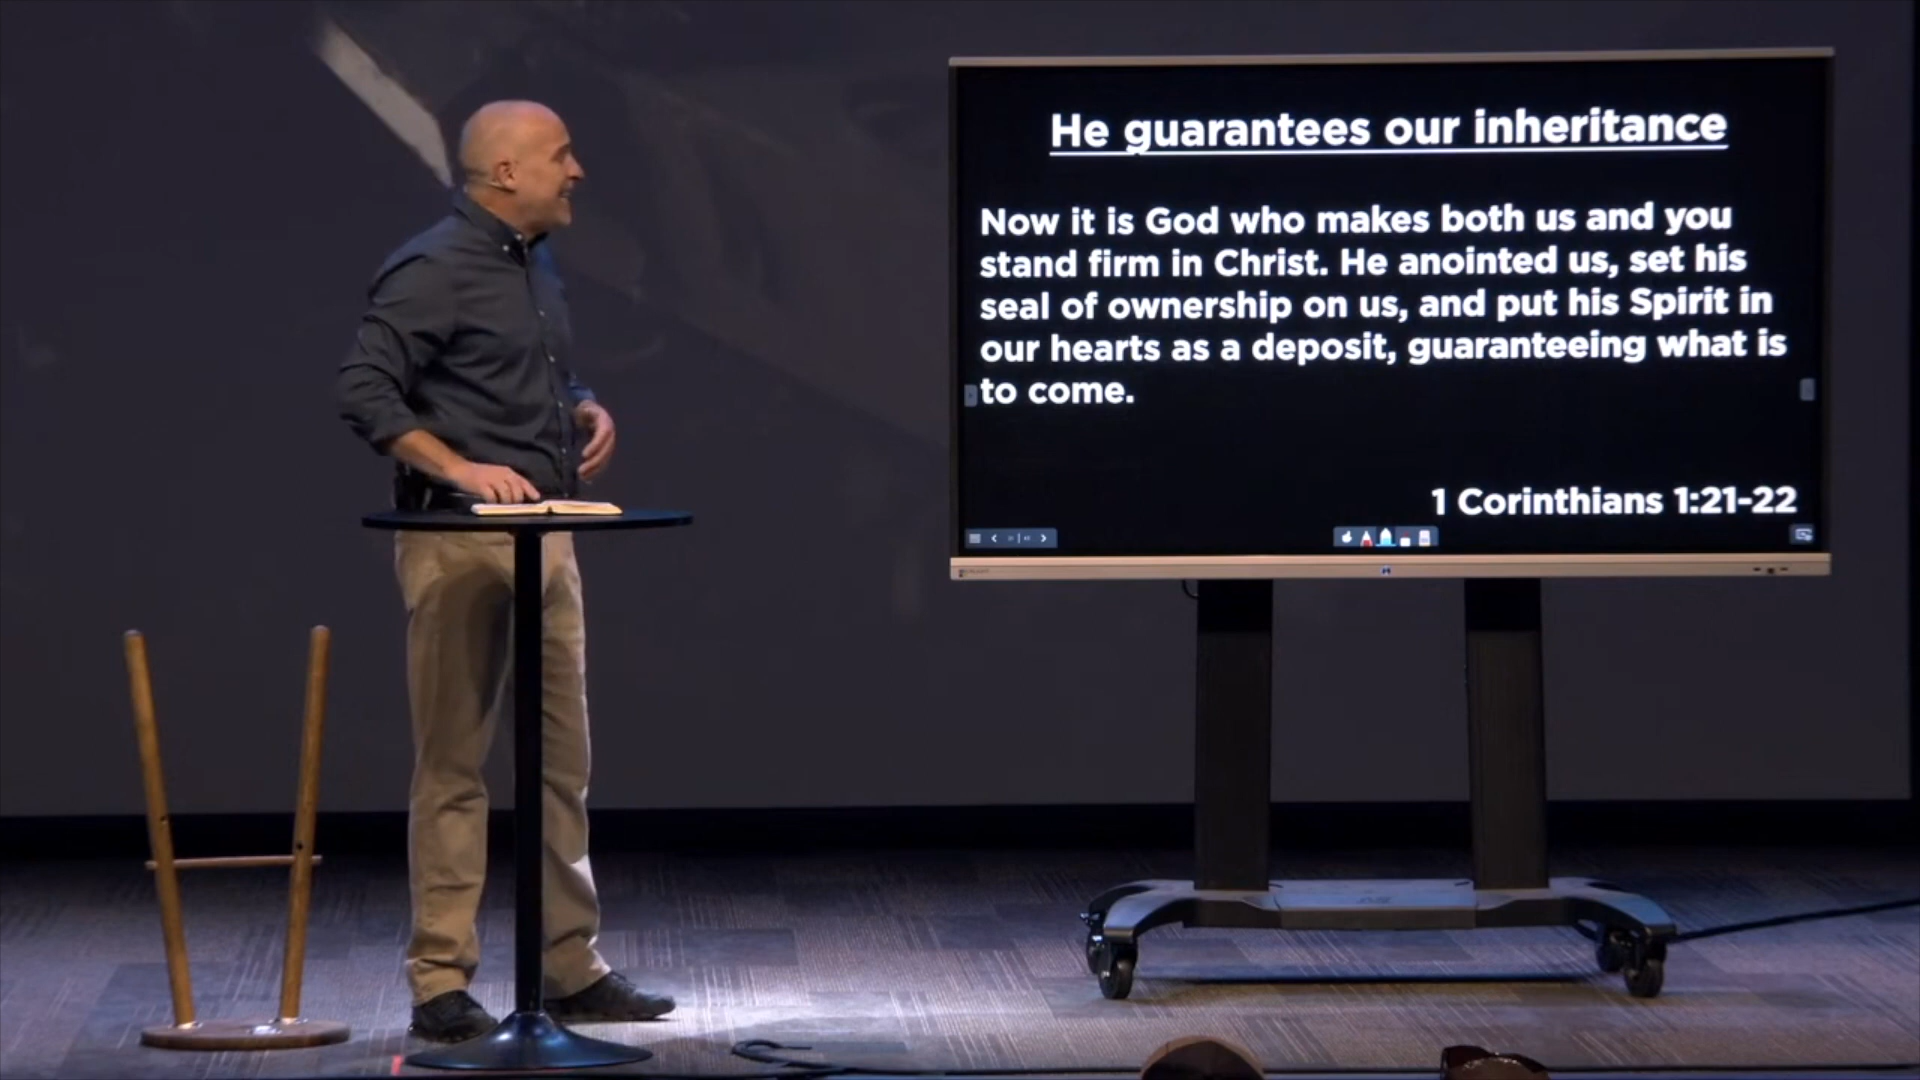 He guarantees our inheritance
Now it is God who makes both us and you
stand firm in Christ. He anointed us, set his
seal of ownership on us, and put his Spirit in
our hearts as a deposit, guaranteeing what is
to come.
1 Corinthians 1:21-22